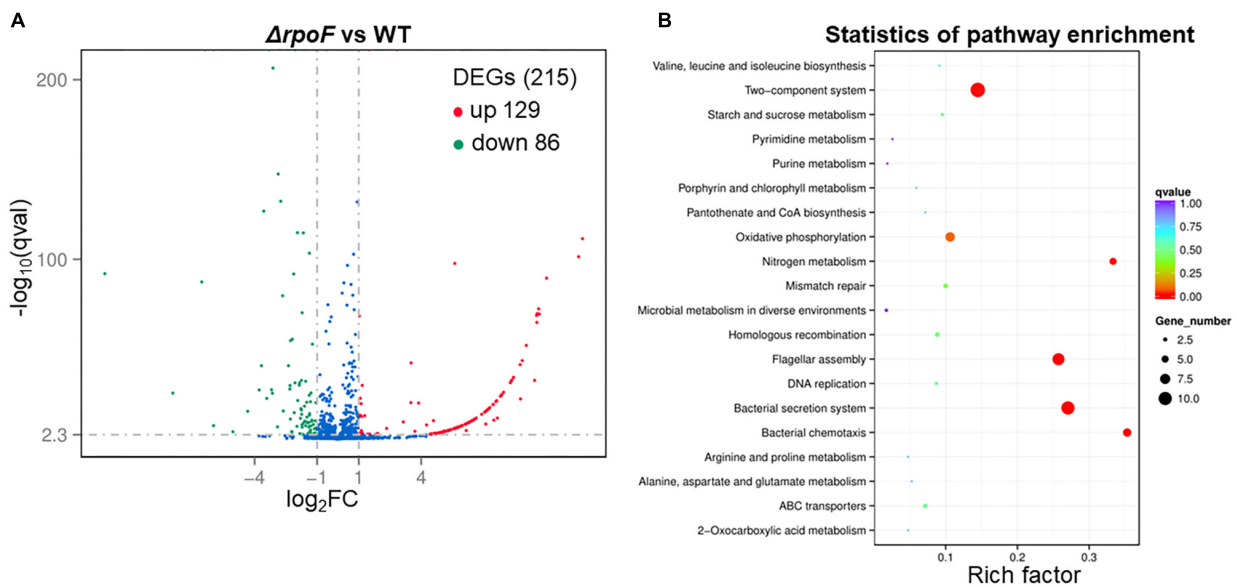 A
ΔrpoF vs WT
DEGs (215)
up 129
down 86
200
100
2.3
-log10(qval)
−4
−1
1
4
log2FC
B
Statistics of pathway enrichment
Valine, leucine and isoleucine biosynthesis
Two−component system
Starch and sucrose metabolism
Pyrimidine metabolism
Purine metabolism
Porphyrin and chlorophyll metabolism
Pantothenate and CoA biosynthesis
Oxidative phosphorylation
Nitrogen metabolism
Mismatch repair
Microbial metabolism in diverse environments
Homologous recombination
Flagellar assembly
DNA replication
Bacterial secretion system
Bacterial chemotaxis
Arginine and proline metabolism
Alanine, aspartate and glutamate metabolism
ABC transporters
2−Oxocarboxylic acid metabolism
0.1
0.2
0.3
Rich factor
qvalue
1.00
0.75
0.50
0.25
0.00
Gene_number
2.5
5.0
7.5
10.0